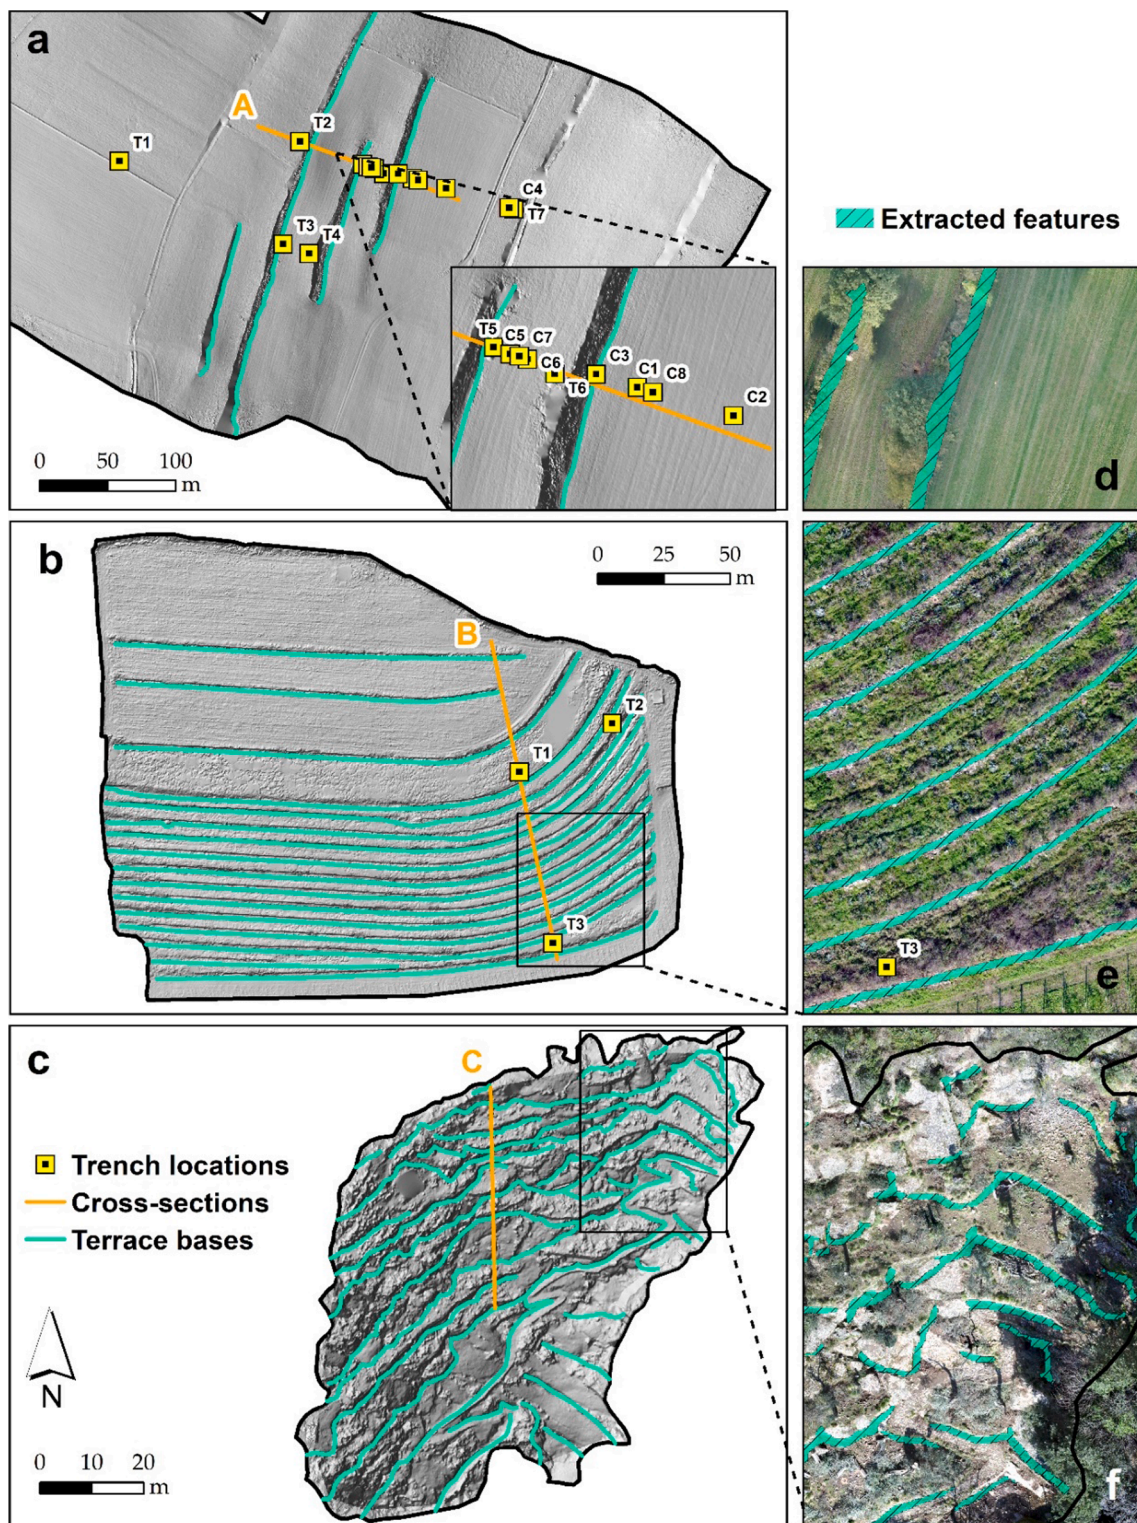 a
A
T1
T2
T3
T4
C4
T7
T5
C5
C7
C6
T6
C3
C1
C8
C2
0 50 100
m
Extracted features
d
b
0 25 50
m
B
T1
T2
T3
T3
e
c
C
Trench locations
Cross-sections
Terrace bases
N
0 10 20
m
f